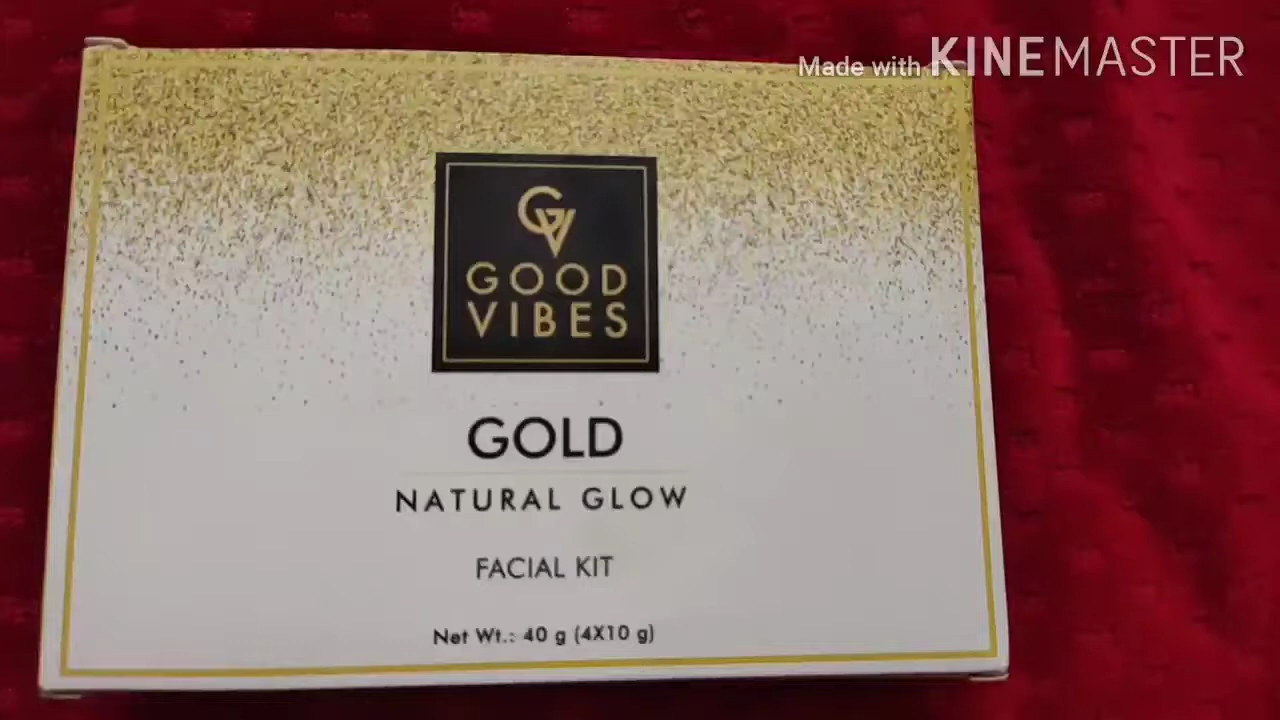 Made with KINEMASTER
GV
GOOD
VIBES
GOLD
NATURAL GLOW
FACIAL KIT
Net Wt.: 40 g (4X10 g)